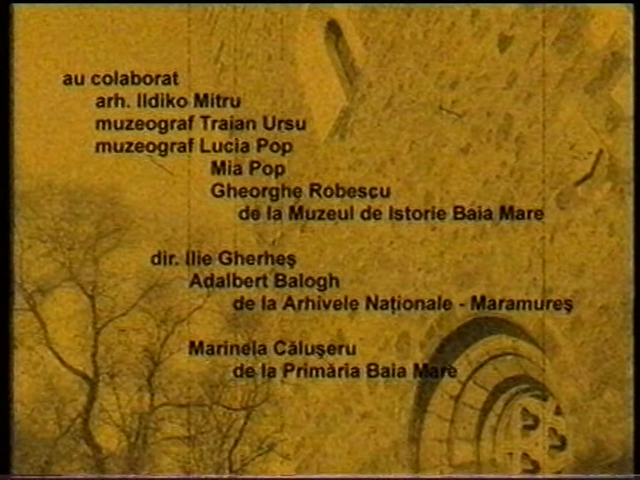 au colaborat
arh. Ildiko Mitru
muzeograf Traian Ursu
muzeograf Lucia Pop
Mia Pop
Gheorghe Robescu
de la Muzeul de Istorie Baia Mare
dir. Ilie Gherheş
Adalbert Balogh
de la Arhivele Naţionale - Maramureş
Marinela Căluşeru
de la Primăria Baia Mare